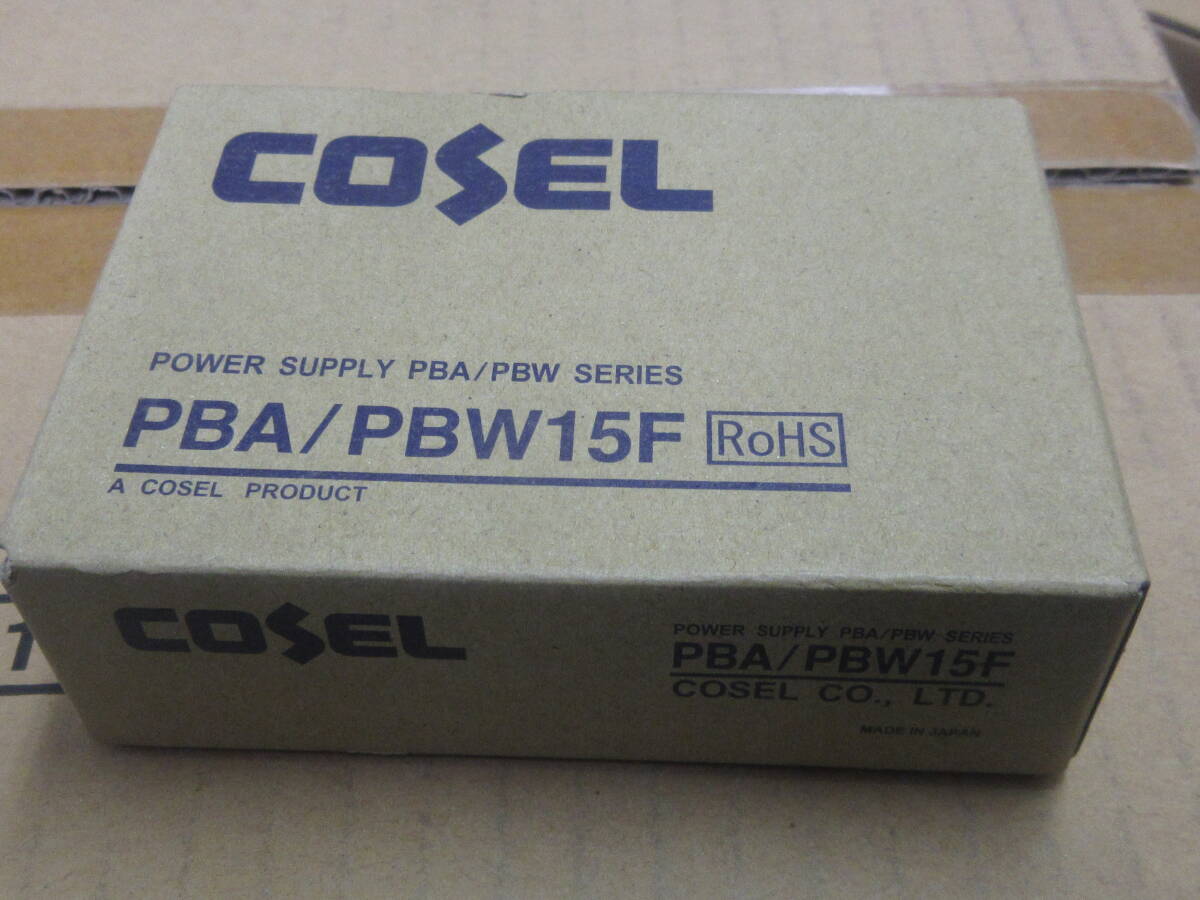 COSEL
POWER SUPPLY PBA/PBW SERIES
PBA/PBW15F RoHS
A COSEL PRODUCT
COSEL
POWER SUPPLY PBA/PBW SERIES
PBA/PBW15F
COSEL CO., LTD.
MADE IN JAPAN
1